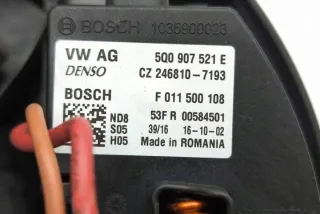 BOSCH 1035900023
VW AG 5Q0 907 521 E
DENSO CZ 246810-7193
BOSCH F 011 500 108
ND8 53F R 00584501
S05 39/16 16-10-02
H05 Made in ROMANIA